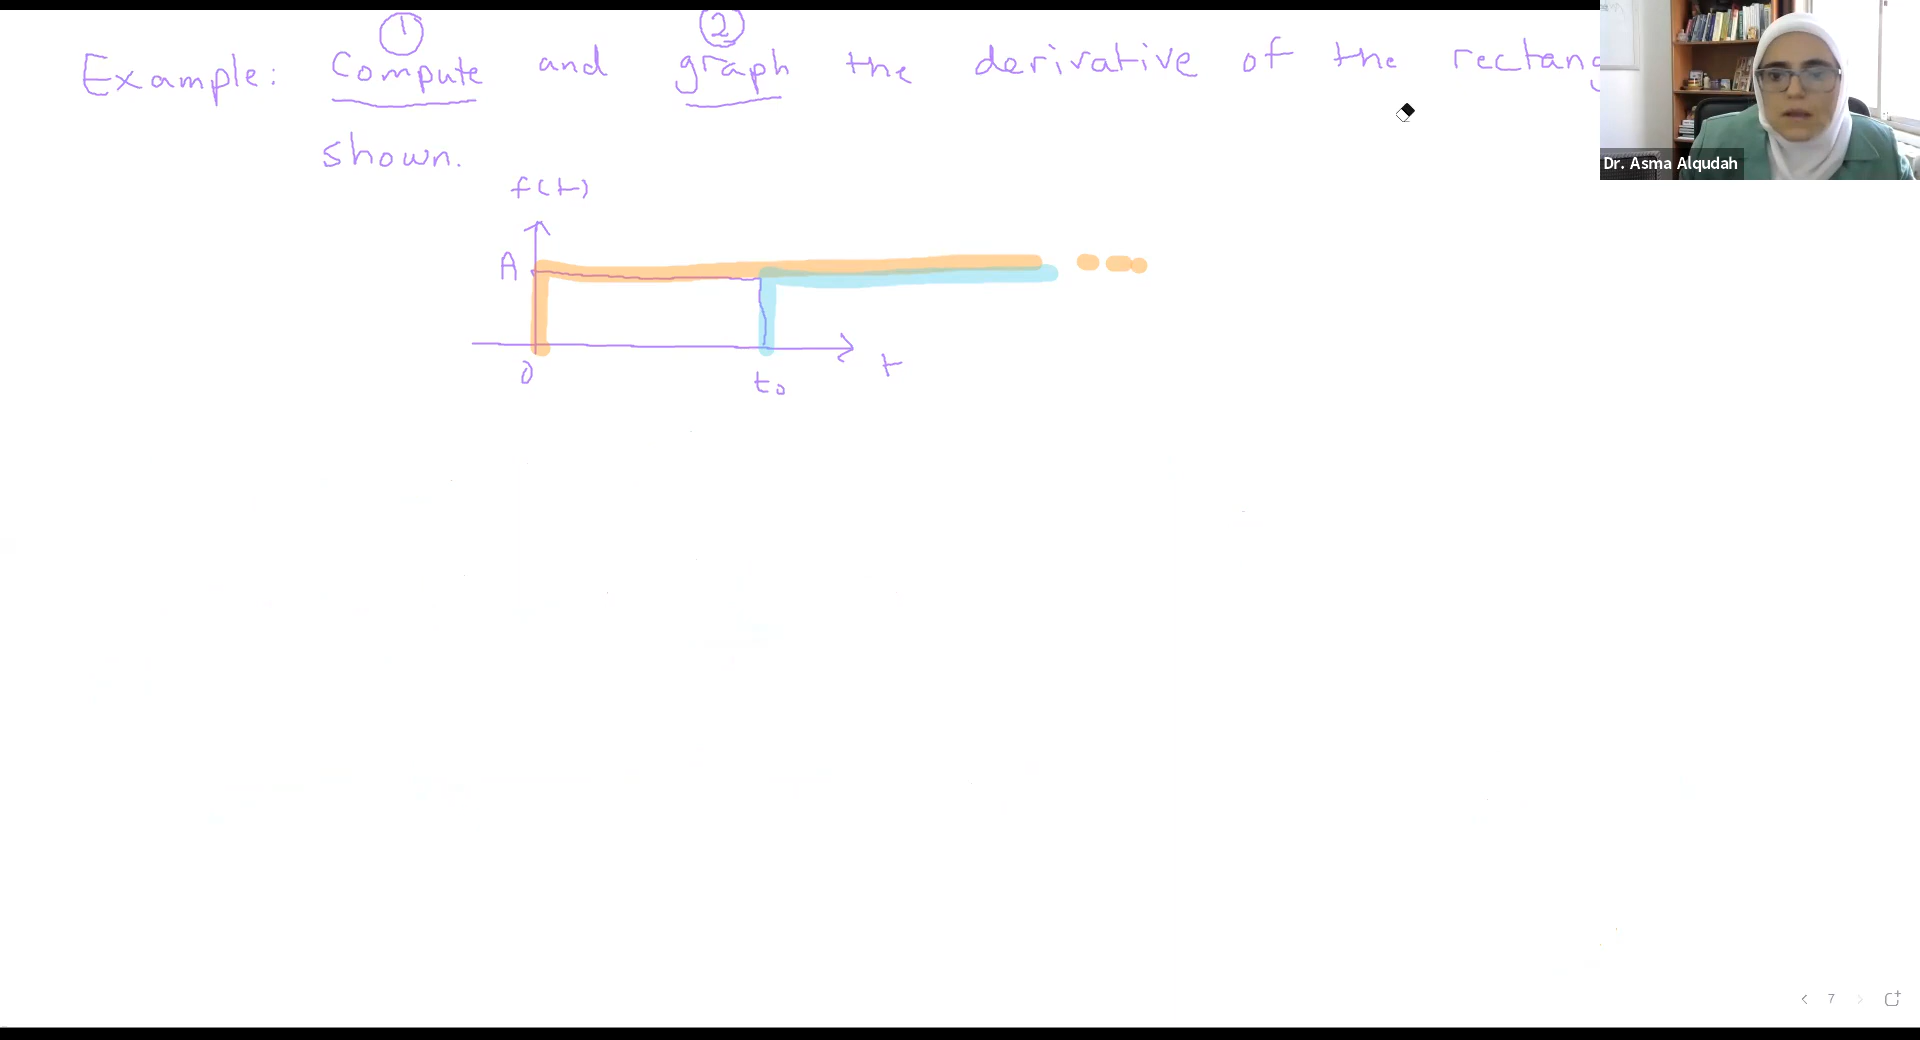 ① ②
Example: Compute and graph the derivative of the rectang
shown.
f(t)
A
0
t₀
t
Dr. Asma Alqudah
7